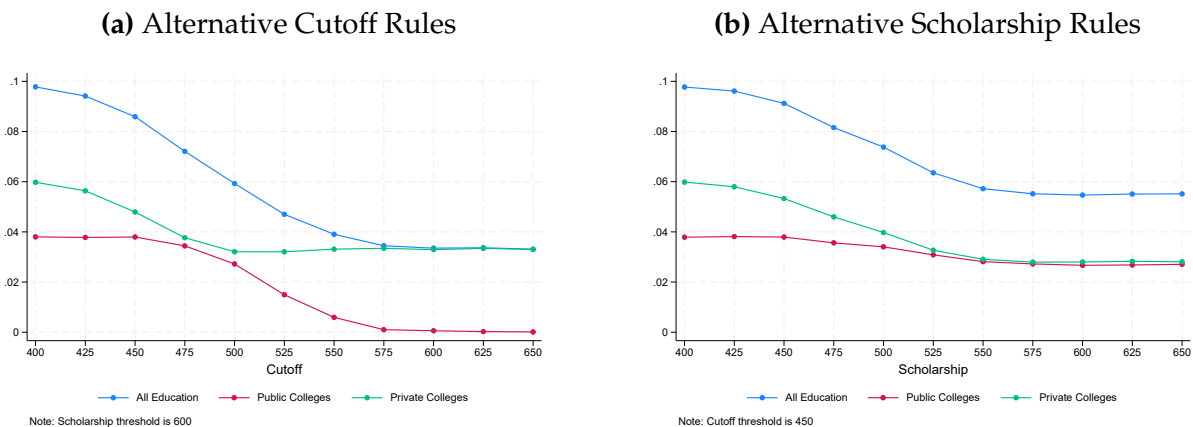 (a) Alternative Cutoff Rules
.1
.08
.06
.04
.02
0
400 425 450 475 500 525 550 575 600 625 650
Cutoff
All Education Public Colleges Private Colleges
Note: Scholarship threshold is 600
(b) Alternative Scholarship Rules
.1
.08
.06
.04
.02
0
400 425 450 475 500 525 550 575 600 625 650
Scholarship
All Education Public Colleges Private Colleges
Note: Cutoff threshold is 450